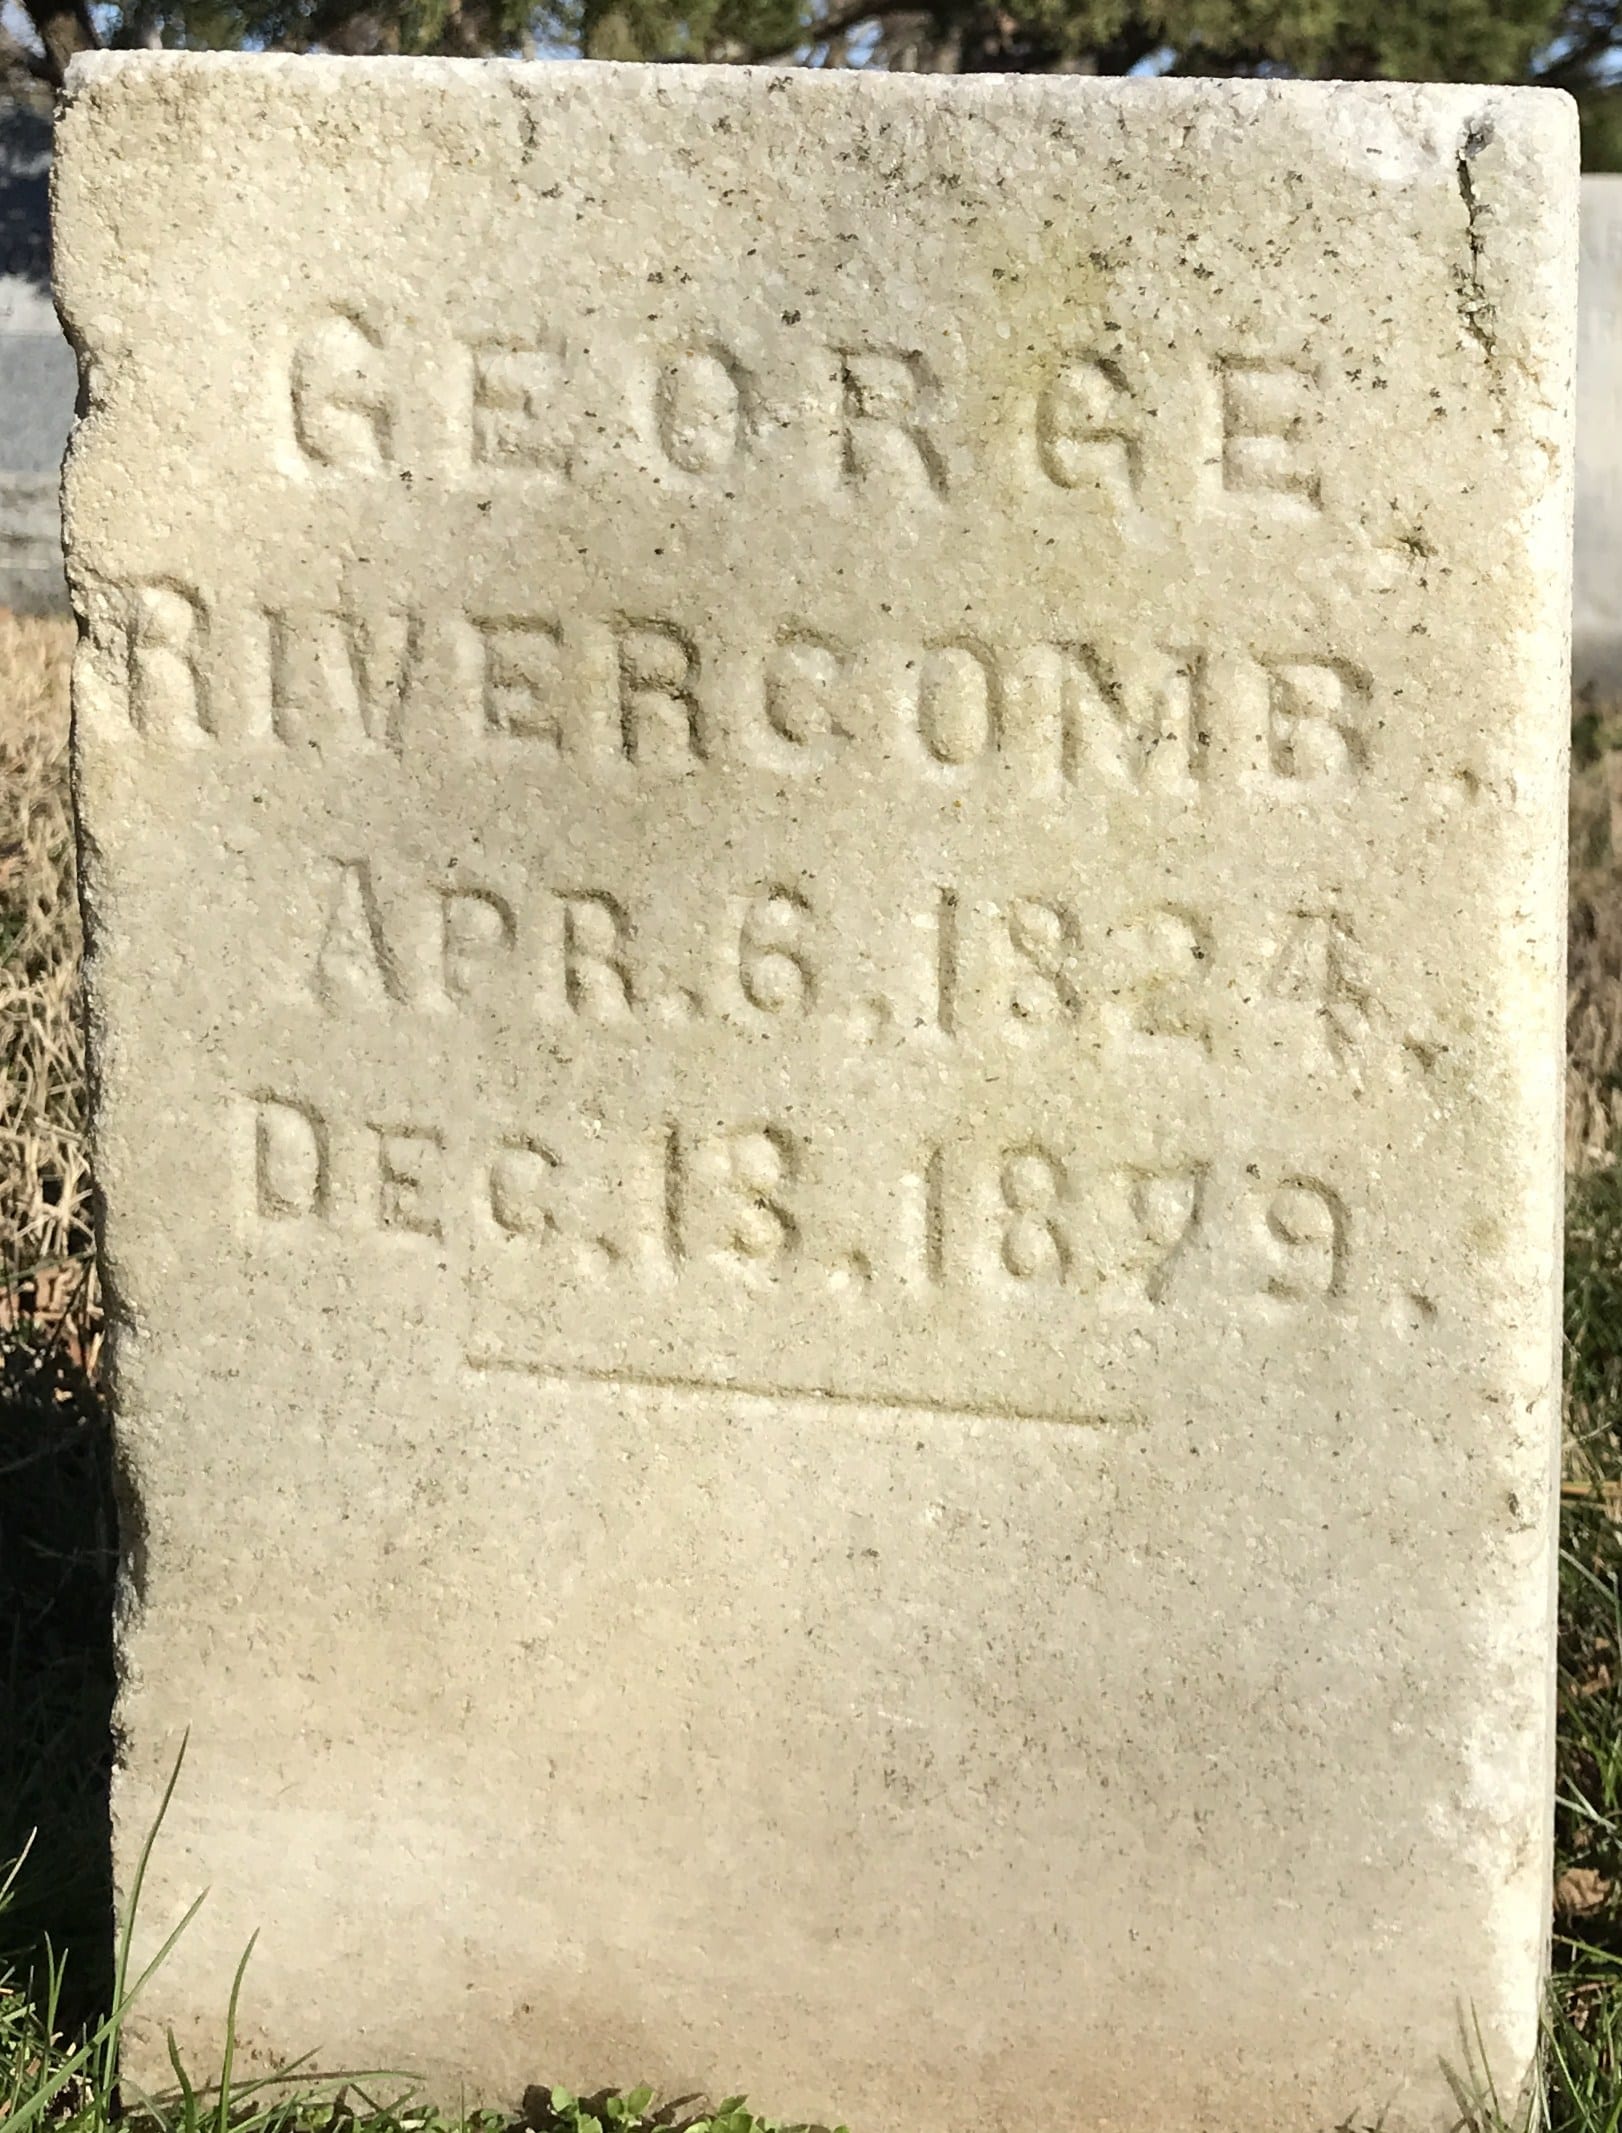 GEORGE
RIVERCOMB.
APR. 6, 1824.
DEC. 13, 1879.